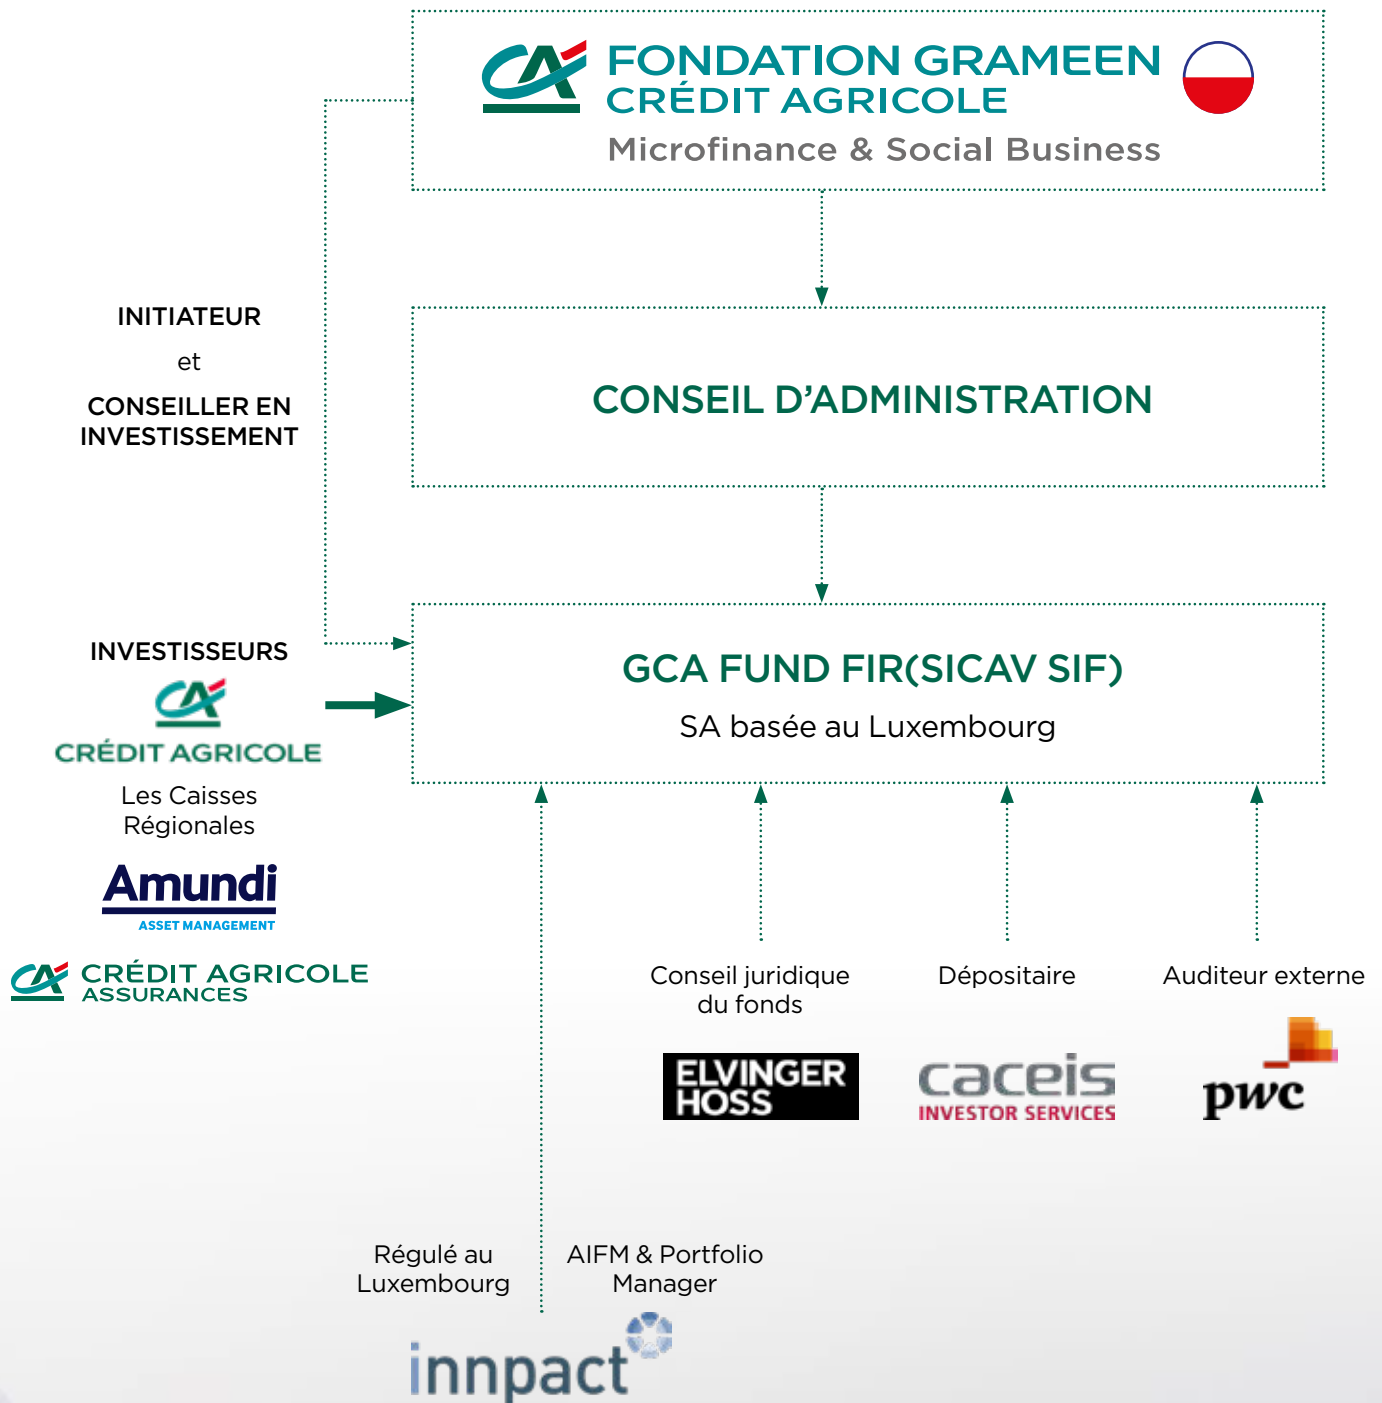 FONDATION GRAMEEN
CRÉDIT AGRICOLE
Microfinance & Social Business
INITIATEUR
et
CONSEILLER EN
INVESTISSEMENT
CONSEIL D’ADMINISTRATION
INVESTISSEURS
CRÉDIT AGRICOLE
Les Caisses
Régionales
Amundi
ASSET MANAGEMENT
CRÉDIT AGRICOLE
ASSURANCES
GCA FUND FIR(SICAV SIF)
SA basée au Luxembourg
Conseil juridique
du fonds
ELVINGER
HOSS
Dépositaire
caceis
INVESTOR SERVICES
Auditeur externe
pwc
Régulé au
Luxembourg
AIFM & Portfolio
Manager
innpact